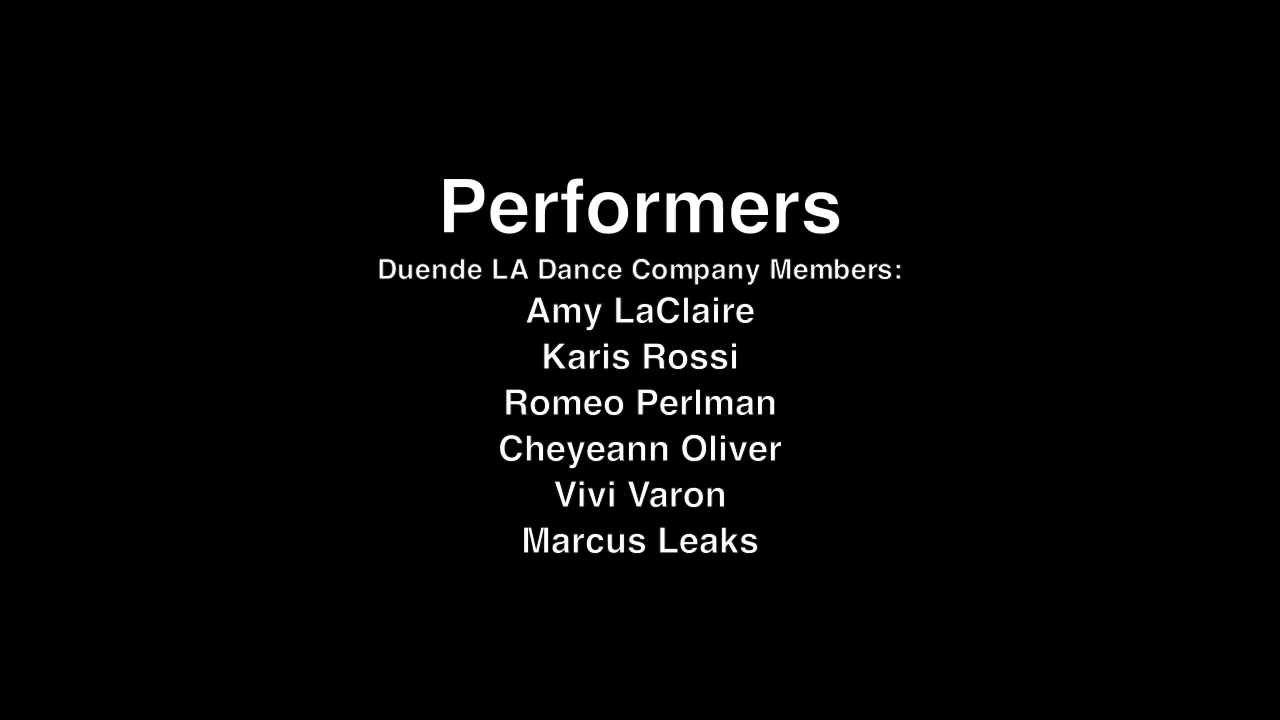 Performers
Duende LA Dance Company Members:
Amy LaClaire
Karis Rossi
Romeo Perlman
Cheyeann Oliver
Vivi Varon
Marcus Leaks